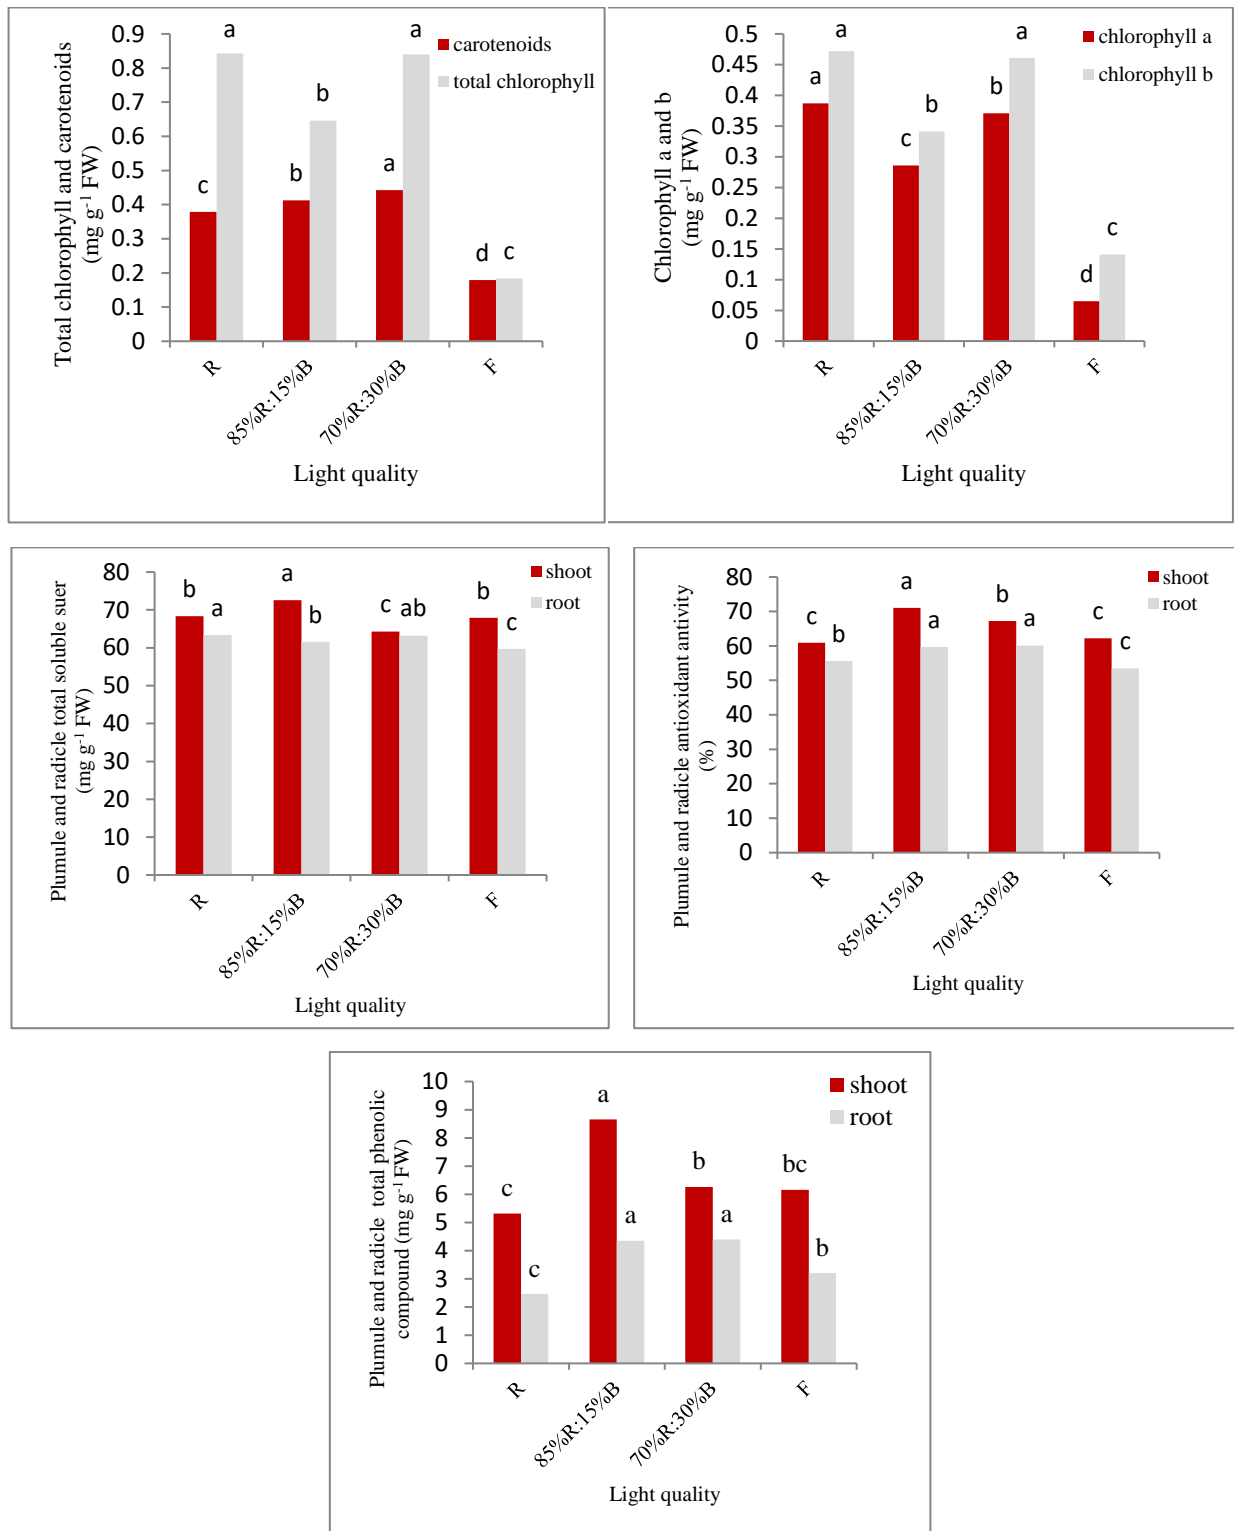 Total chlorophyll and carotenoids
(mg g-1 FW)
0.9
0.8
0.7
0.6
0.5
0.4
0.3
0.2
0.1
0
carotenoids
total chlorophyll
c
a
b
b
a
a
d
c
R
85%R:15%B
70%R:30%B
F
Light quality
Chlorophyll a and b
(mg g-1 FW)
0.5
0.45
0.4
0.35
0.3
0.25
0.2
0.15
0.1
0.05
0
chlorophyll a
chlorophyll b
a
a
c
b
b
a
d
c
R
85%R:15%B
70%R:30%B
F
Light quality
Plumule and radicle total soluble suer
(mg g-1 FW)
80
70
60
50
40
30
20
10
0
shoot
root
b
a
a
b
c
ab
b
c
R
85%R:15%B
70%R:30%B
F
Light quality
Plumule and radicle antioxidant antivity
(%)
80
70
60
50
40
30
20
10
0
shoot
root
c
b
a
a
b
a
c
c
R
85%R:15%B
70%R:30%B
F
Light quality
Plumule and radicle total phenolic
compound (mg g-1 FW)
10
9
8
7
6
5
4
3
2
1
0
shoot
root
c
c
a
a
b
a
bc
b
R
85%R:15%B
70%R:30%B
F
Light quality